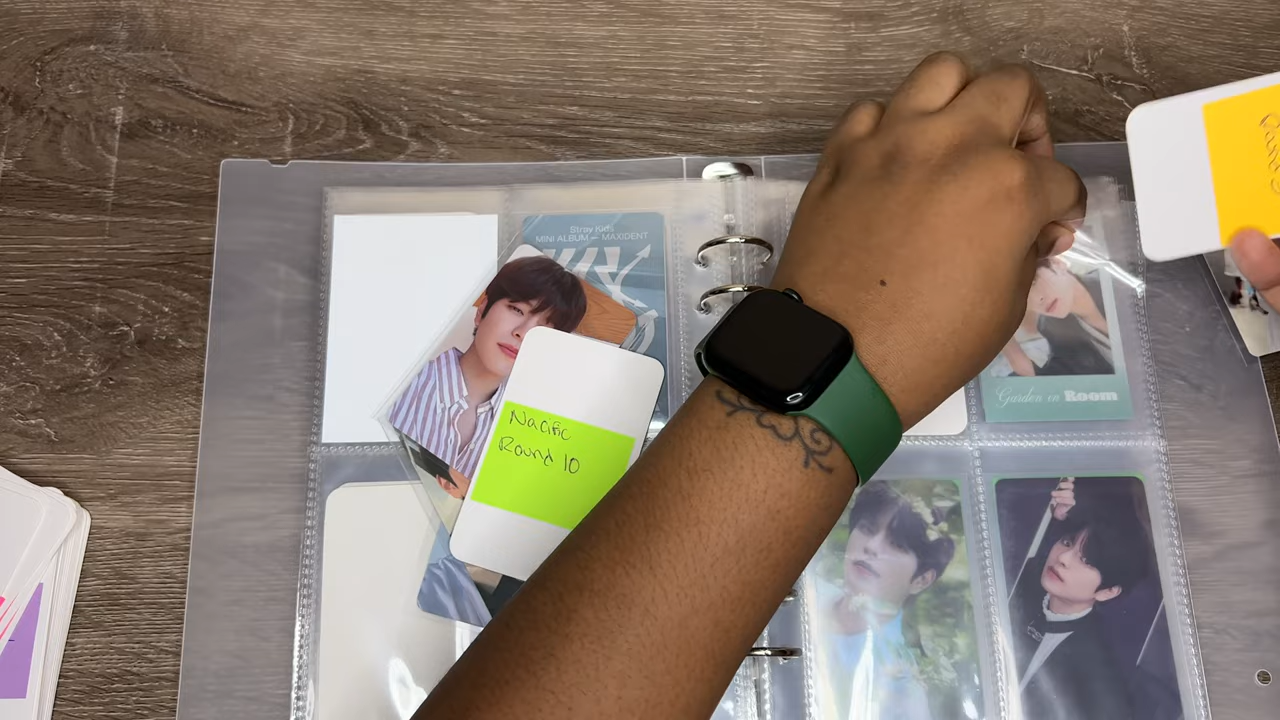 Stray Kids
MINI ALBUM — MAXIDENT
Nacific
Round 10
Garden in Room